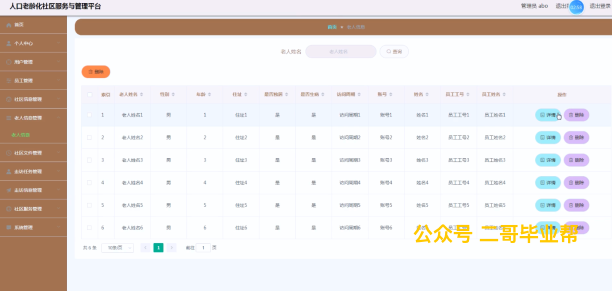 人口老龄化社区服务与管理平台
管理员 abo 退出 退出登录
首页
个人中心
用户管理
员工管理
社区信息管理
老人信息管理
老人信息
社区文件管理
走访任务管理
走访信息管理
社区服务管理
系统管理
首页 老人信息
老人姓名 老人姓名 查询
删除
索引 老人姓名 性别 年龄 住址 是否独居 是否生病 访问周期 账号 姓名 员工工号 员工姓名 操作
1 老人姓名1 男 1 住址1 是 是 访问周期1 账号1 姓名1 员工工号1 员工姓名1 详情 删除
2 老人姓名2 男 2 住址2 是 是 访问周期2 账号2 姓名2 员工工号2 员工姓名2 详情 删除
3 老人姓名3 男 3 住址3 是 是 访问周期3 账号3 姓名3 员工工号3 员工姓名3 详情 删除
4 老人姓名4 男 4 住址4 是 是 访问周期4 账号4 姓名4 员工工号4 员工姓名4 详情 删除
5 老人姓名5 男 5 住址5 是 是 访问周期5 账号5 姓名5 员工工号5 员工姓名5 详情 删除
6 老人姓名6 男 6 住址6 是 是 访问周期6 账号6 姓名6 员工工号6 员工姓名6 详情 删除
公众号 二哥毕业帮
共 6 条 10条/页 1 前往 1 页